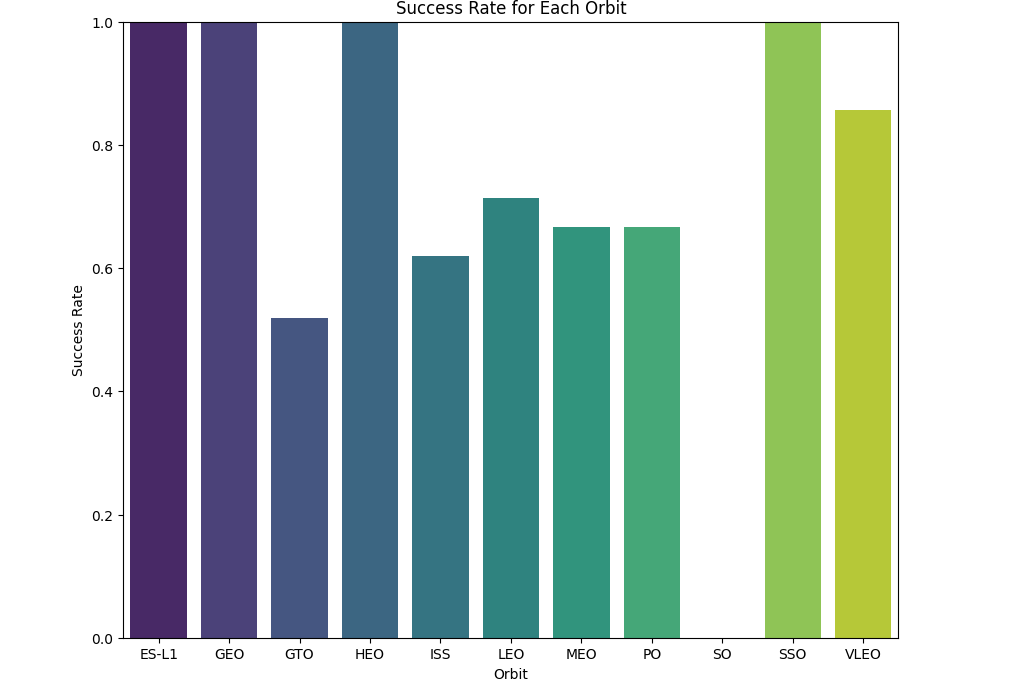 Success Rate for Each Orbit
1.0
0.8
0.6
0.4
0.2
0.0
Success Rate
ES-L1 GEO GTO HEO ISS LEO MEO PO SO SSO VLEO
Orbit